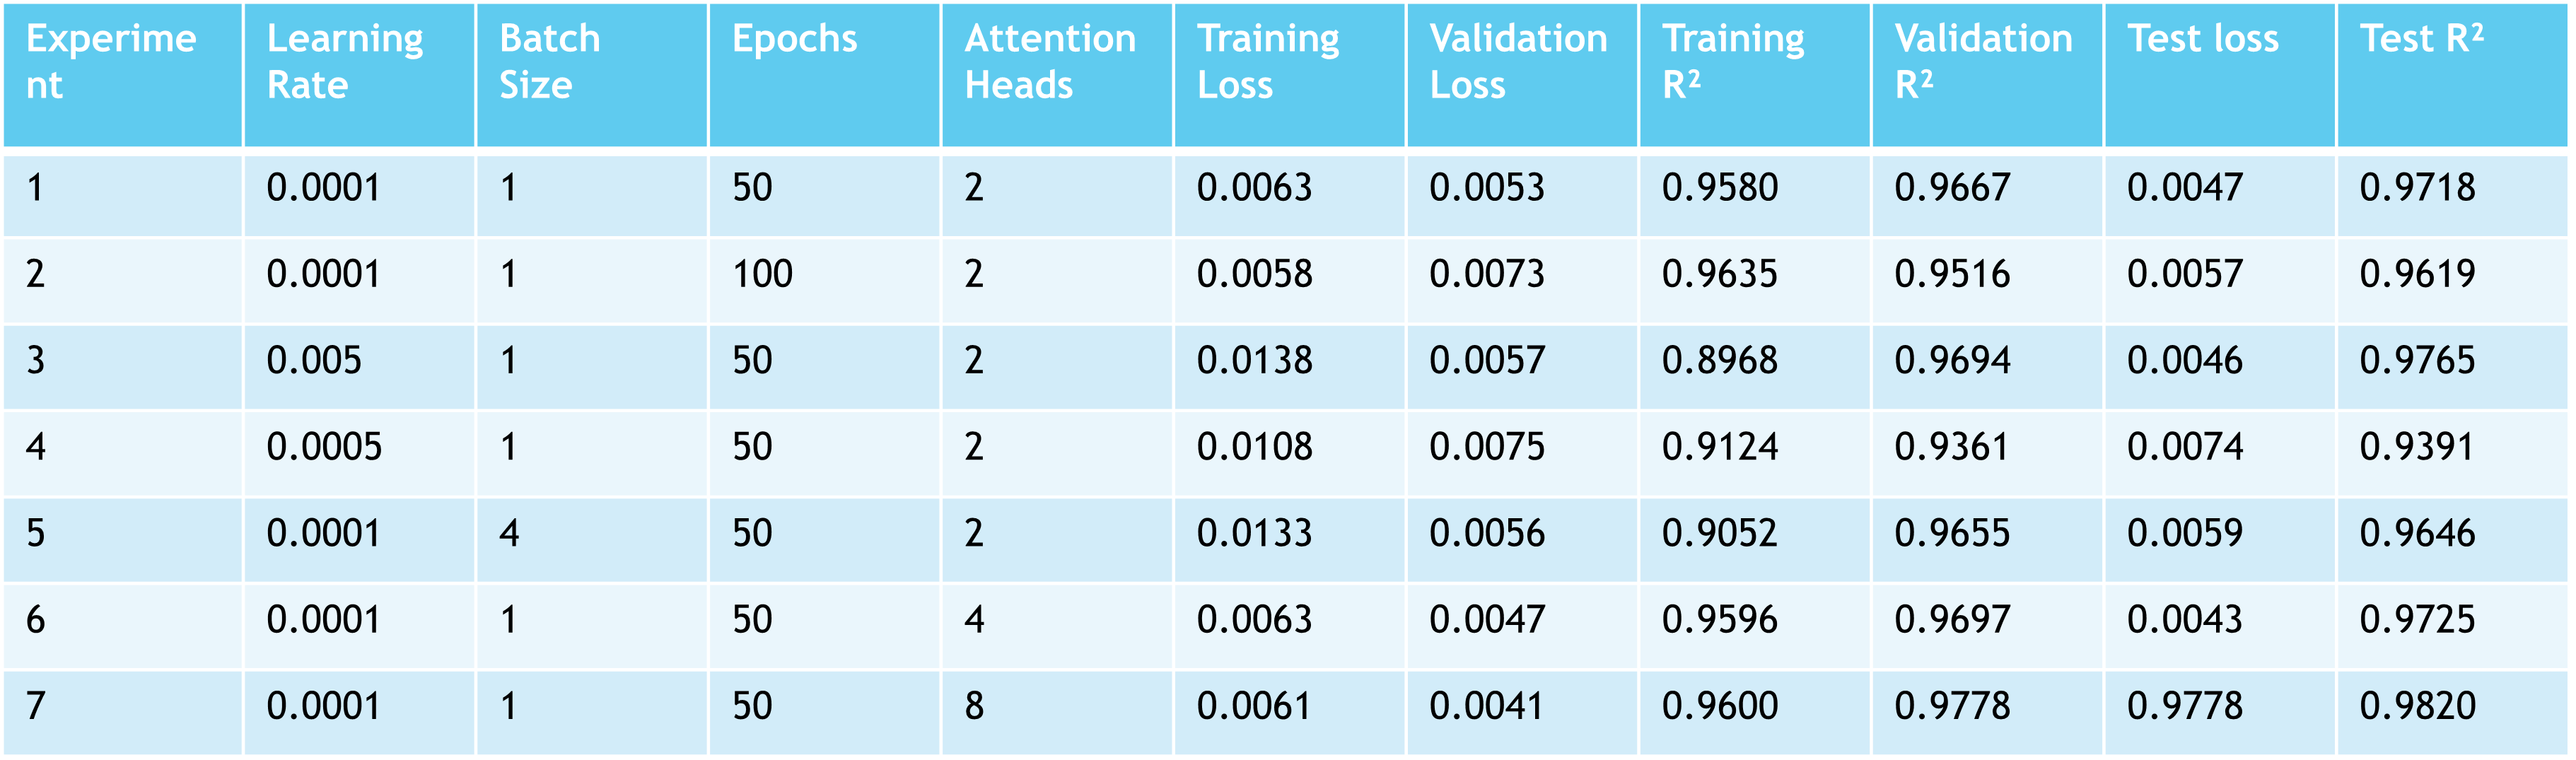 Experime
nt
Learning
Rate
Batch
Size
Epochs
Attention
Heads
Training
Loss
Validation
Loss
Training
R²
Validation
R²
Test loss
Test R²
1 0.0001 1 50 2 0.0063 0.0053 0.9580 0.9667 0.0047 0.9718
2 0.0001 1 100 2 0.0058 0.0073 0.9635 0.9516 0.0057 0.9619
3 0.005 1 50 2 0.0138 0.0057 0.8968 0.9694 0.0046 0.9765
4 0.0005 1 50 2 0.0108 0.0075 0.9124 0.9361 0.0074 0.9391
5 0.0001 4 50 2 0.0133 0.0056 0.9052 0.9655 0.0059 0.9646
6 0.0001 1 50 4 0.0063 0.0047 0.9596 0.9697 0.0043 0.9725
7 0.0001 1 50 8 0.0061 0.0041 0.9600 0.9778 0.9778 0.9820